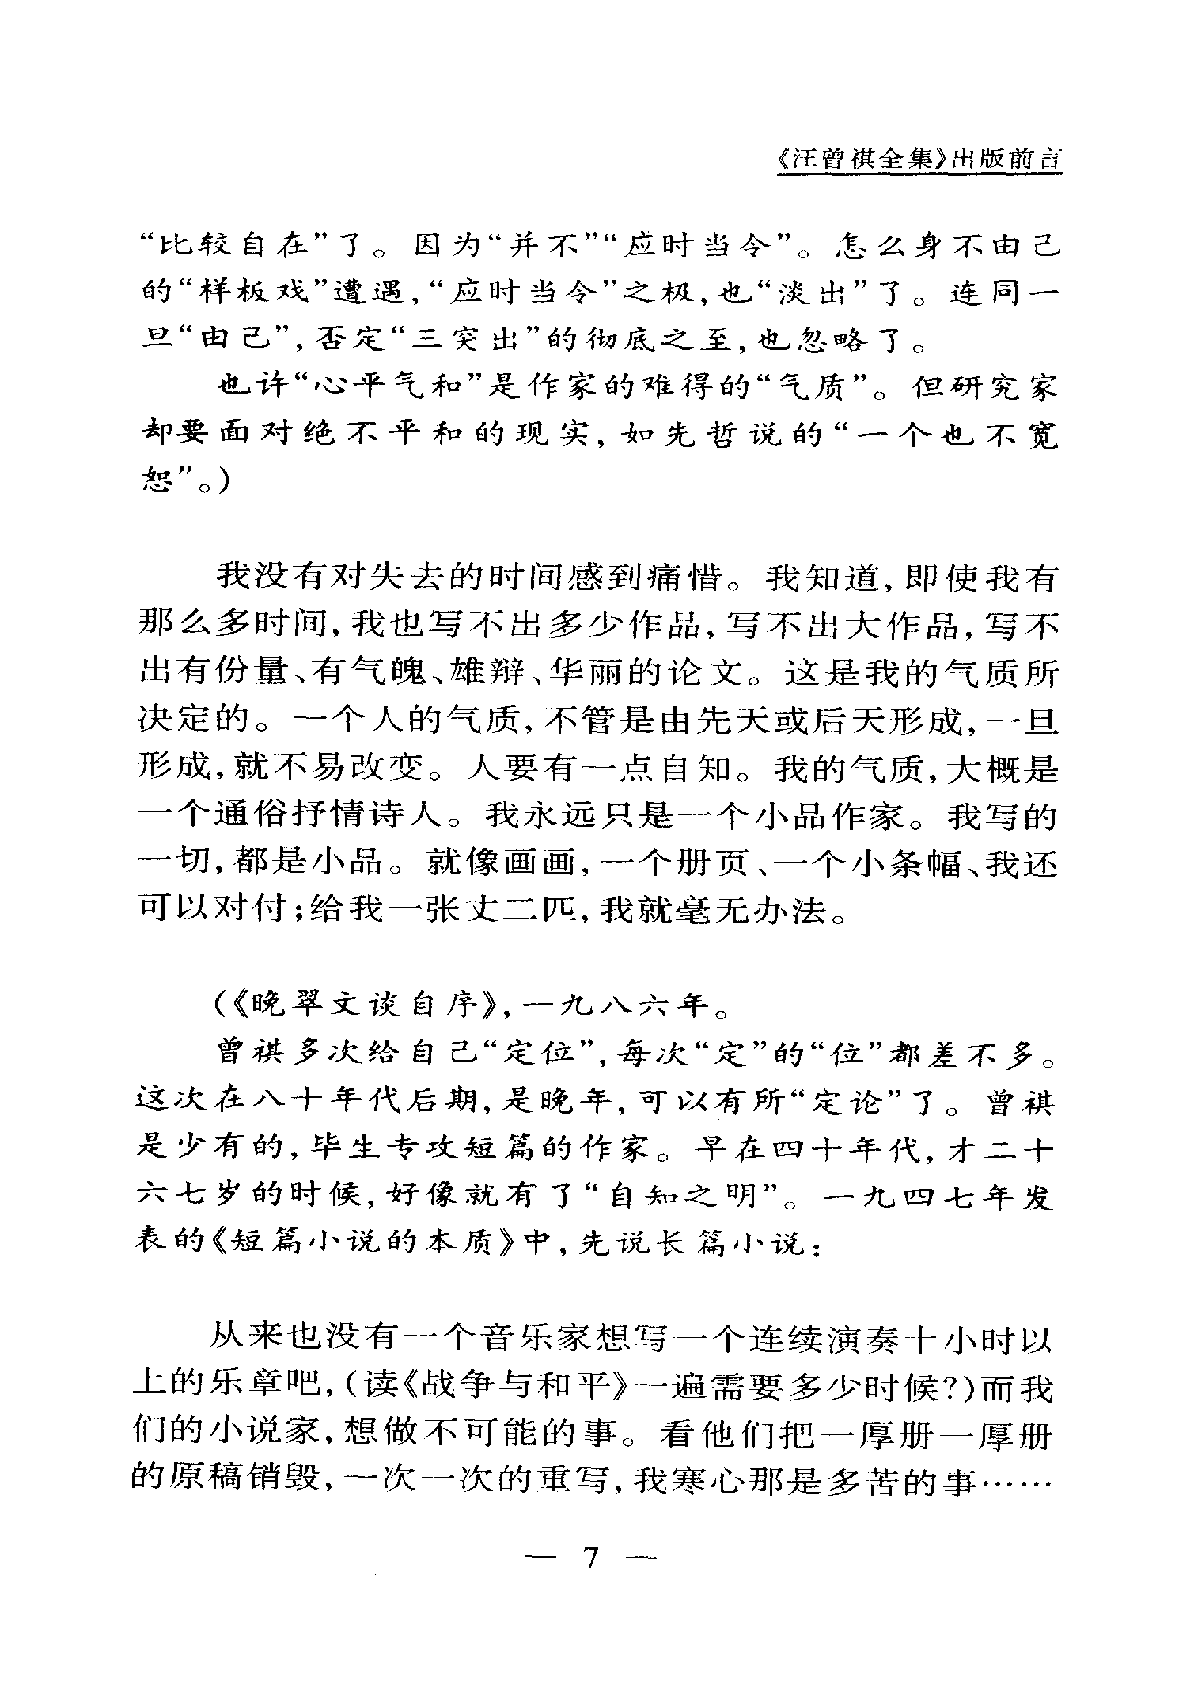 《汪曾祺全集》出版前言
“比较自在”了。因为“并不”“应时当令”。怎么身不由己
的“样板戏”遭遇,“应时当令”之极,也“淡出”了。连同一
旦“由己”,否定“三突出”的彻底之至,也忽略了。
也许“心平气和”是作家的难得的“气质”。但研究家
却要面对绝不平和的现实,如先哲说的“一个也不宽
恕”。)
我没有对失去的时间感到痛惜。我知道,即使我有
那么多时间,我也写不出多少作品,写不出大作品,写不
出有份量、有气魄、雄辩、华丽的论文。这是我的气质所
决定的。一个人的气质,不管是由先天或后天形成,一旦
形成,就不易改变。人要有一点自知。我的气质,大概是
一个通俗抒情诗人。我永远只是一个小品作家。我写的
一切,都是小品。就像画画,一个册页、一个小条幅、我还
可以对付;给我一张丈二匹,我就毫无办法。
(《晚翠文谈自序》,一九八六年。
曾祺多次给自己“定位”,每次“定”的“位”都差不多。
这次在八十年代后期,是晚年,可以有所“定论”了。曾祺
是少有的,毕生专攻短篇的作家。早在四十年代,才二十
六七岁的时候,好像就有了“自知之明”。一九四七年发
表的《短篇小说的本质》中,先说长篇小说:
从来也没有一个音乐家想写一个连续演奏十小时以
上的乐章吧,(读《战争与和平》一遍需要多少时候?)而我
们的小说家,想做不可能的事。看他们把一厚册一厚册
的原稿销毁,一次一次的重写,我寒心那是多苦的事……
— 7 —